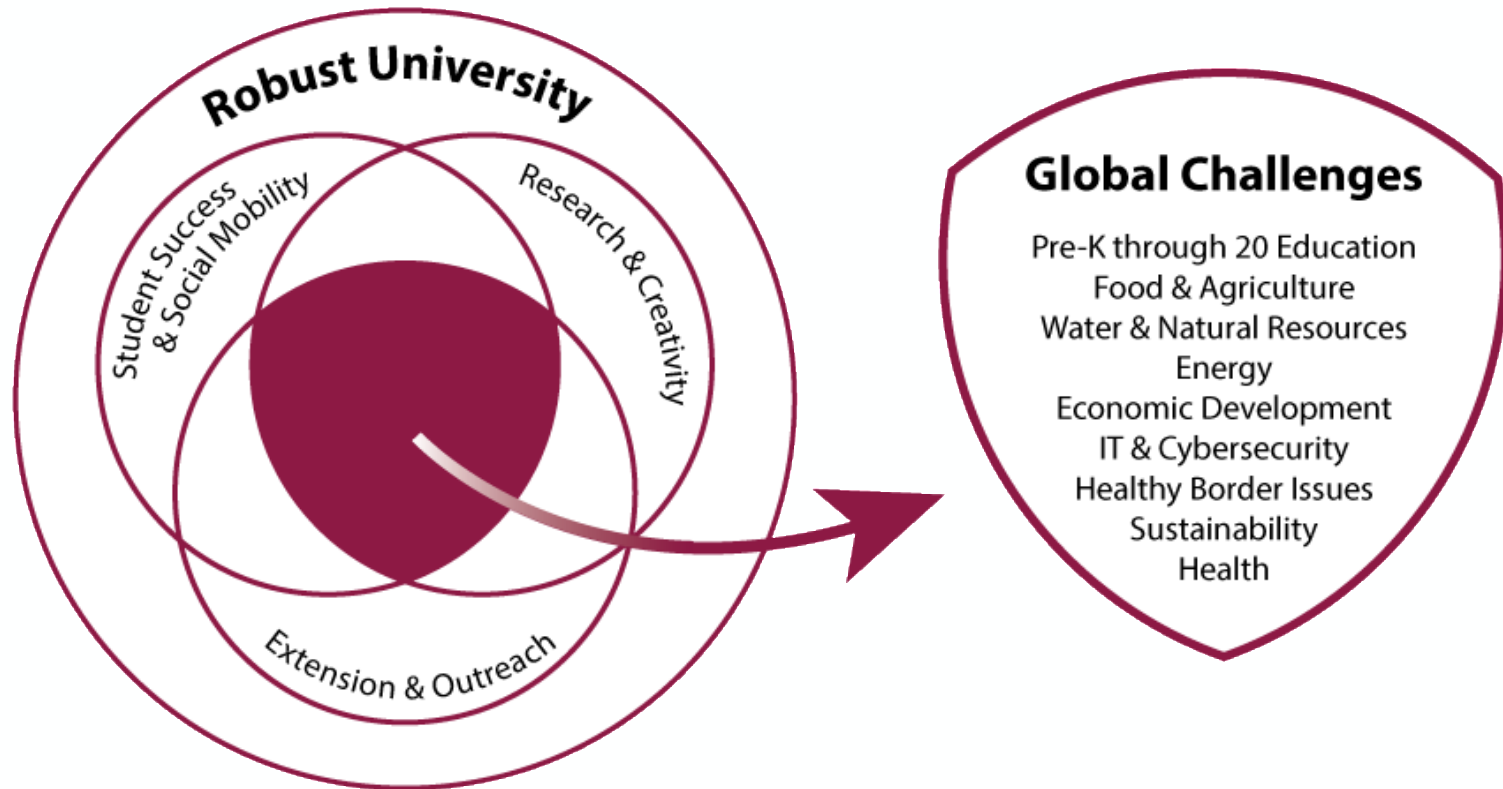 Robust University
Student Success
& Social Mobility
Research & Creativity
Extension & Outreach
Global Challenges
Pre-K through 20 Education
Food & Agriculture
Water & Natural Resources
Energy
Economic Development
IT & Cybersecurity
Healthy Border Issues
Sustainability
Health